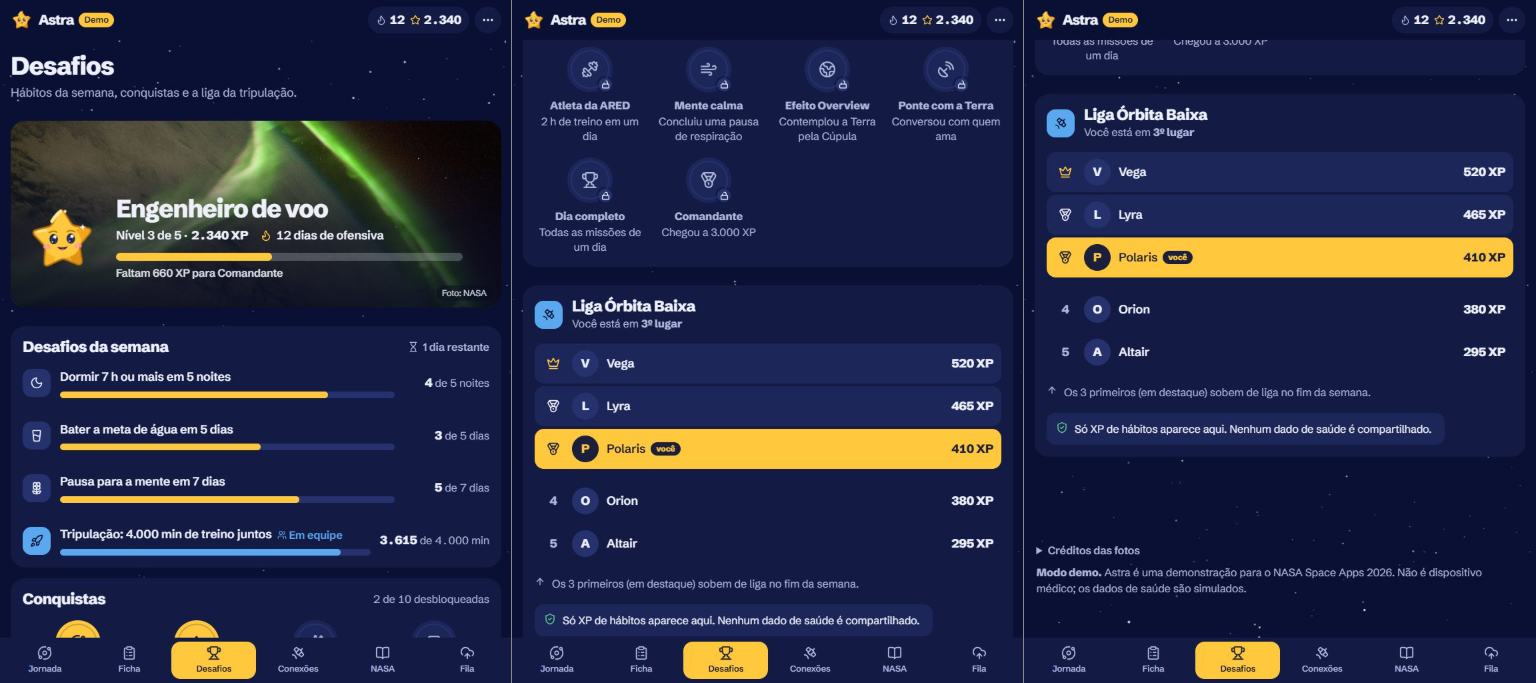 Astra Demo 12 2.340
Desafios
Hábitos da semana, conquistas e a liga da tripulação.
Engenheiro de voo
Nível 3 de 5 · 2.340 XP 12 dias de ofensiva
Faltam 660 XP para Comandante
Foto: NASA
Desafios da semana 1 dia restante
Dormir 7 h ou mais em 5 noites 4 de 5 noites
Bater a meta de água em 5 dias 3 de 5 dias
Pausa para a mente em 7 dias 5 de 7 dias
Tripulação: 4.000 min de treino juntos Em equipe 3.615 de 4.000 min
Conquistas 2 de 10 desbloqueadas
Jornada Ficha Desafios Conexões NASA Fila
Astra Demo 12 2.340
Atleta da ARED
2 h de treino em um
dia
Mente calma
Concluiu uma pausa
de respiração
Efeito Overview
Contemplou a Terra
pela Cúpula
Ponte com a Terra
Conversou com quem
ama
Dia completo
Todas as missões de
um dia
Comandante
Chegou a 3.000 XP
Liga Órbita Baixa
Você está em 3º lugar
V Vega 520 XP
L Lyra 465 XP
P Polaris você 410 XP
4 O Orion 380 XP
5 A Altair 295 XP
Os 3 primeiros (em destaque) sobem de liga no fim da semana.
Só XP de hábitos aparece aqui. Nenhum dado de saúde é compartilhado.
Jornada Ficha Desafios Conexões NASA Fila
Astra Demo 12 2.340
Todas as missões de
um dia
Chegou a 3.000 XP
Liga Órbita Baixa
Você está em 3º lugar
V Vega 520 XP
L Lyra 465 XP
P Polaris você 410 XP
4 O Orion 380 XP
5 A Altair 295 XP
Os 3 primeiros (em destaque) sobem de liga no fim da semana.
Só XP de hábitos aparece aqui. Nenhum dado de saúde é compartilhado.
Créditos das fotos
Modo demo. Astra é uma demonstração para o NASA Space Apps 2026. Não é dispositivo
médico; os dados de saúde são simulados.
Jornada Ficha Desafios Conexões NASA Fila